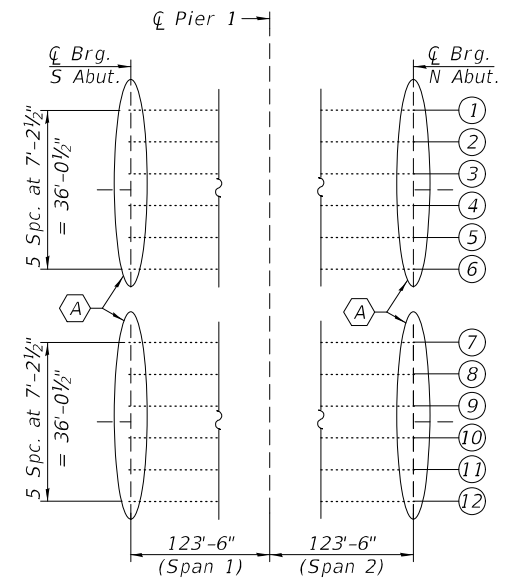 ℄ Pier 1
℄ Brg.
S Abut.
℄ Brg.
N Abut.
5 Spc. at 7'-2½"
= 36'-0½"
1
2
3
4
5
6
A
A
5 Spc. at 7'-2½"
= 36'-0½"
7
8
9
10
11
12
123'-6"
(Span 1)
123'-6"
(Span 2)